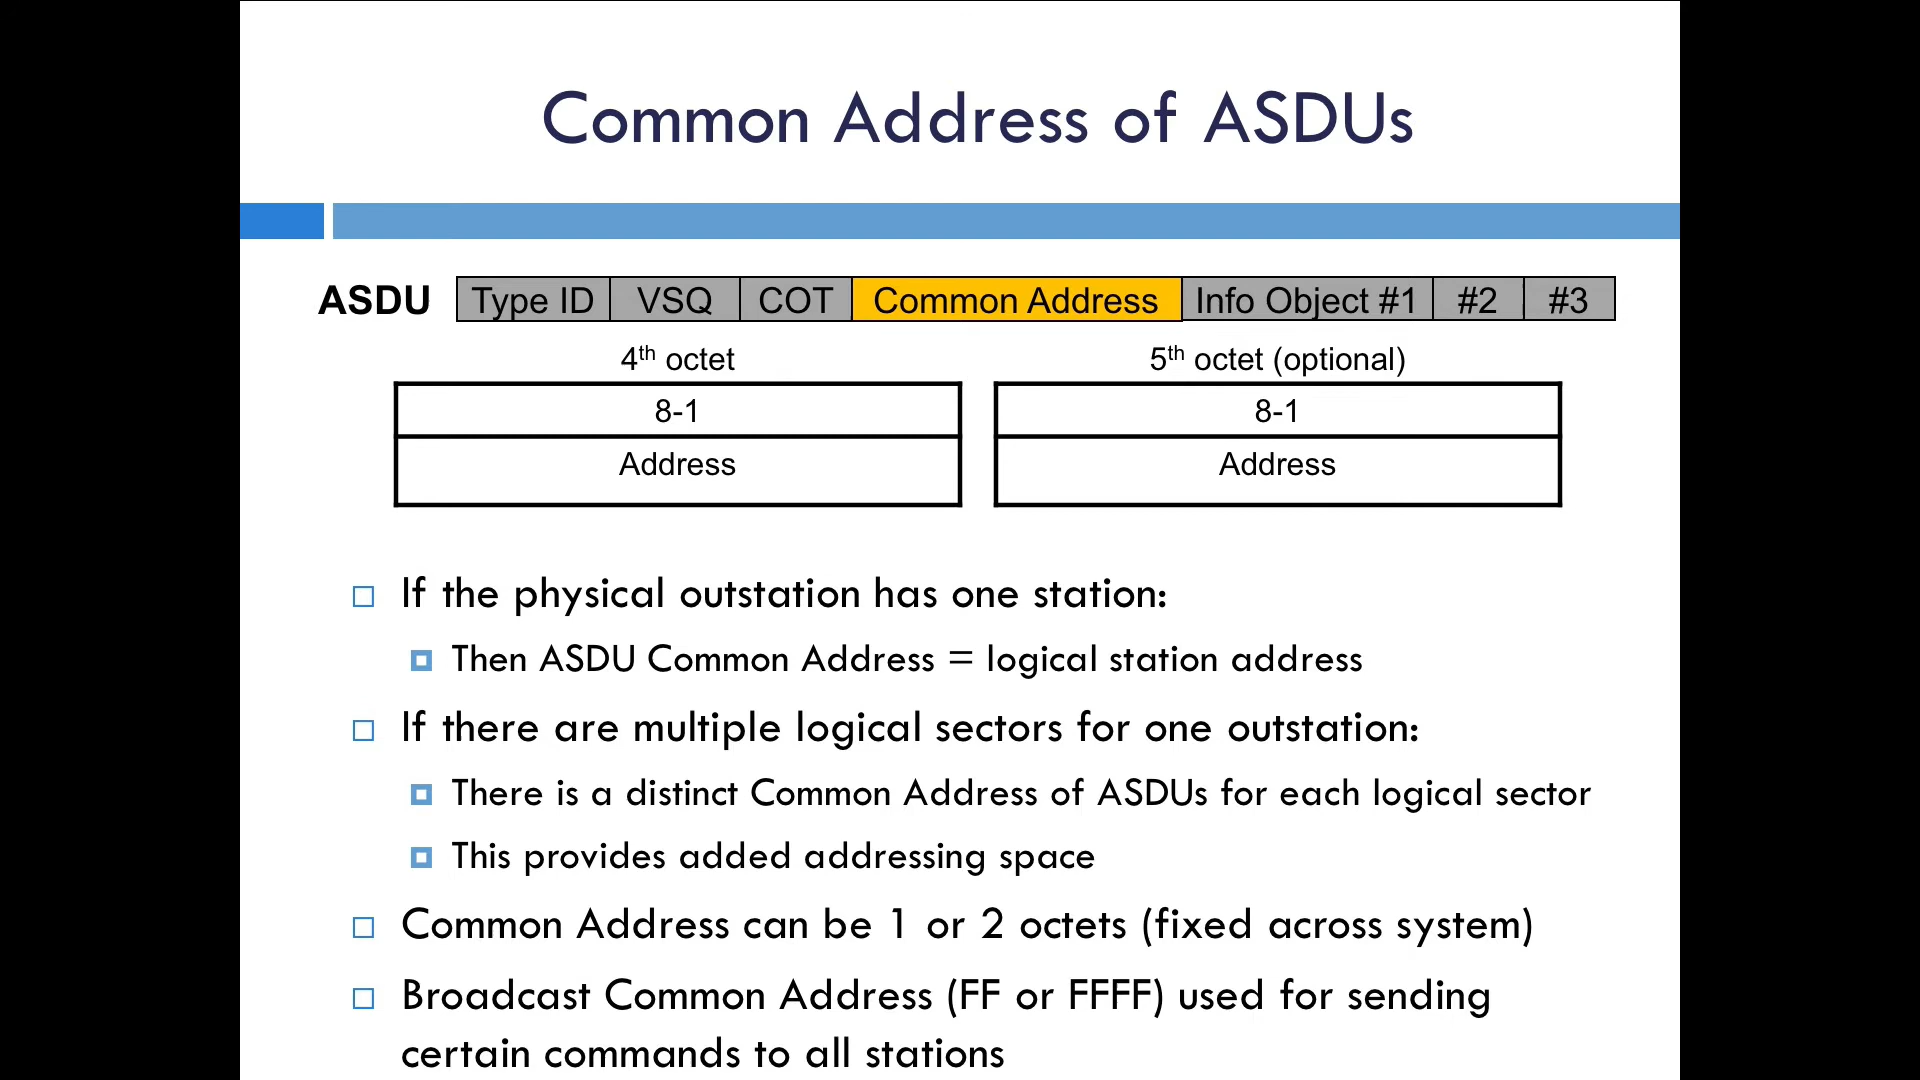 Common Address of ASDUs
ASDU Type ID VSQ COT Common Address Info Object #1 #2 #3
4th octet 5th octet (optional)
8-1 8-1
Address Address
If the physical outstation has one station:
Then ASDU Common Address = logical station address
If there are multiple logical sectors for one outstation:
There is a distinct Common Address of ASDUs for each logical sector
This provides added addressing space
Common Address can be 1 or 2 octets (fixed across system)
Broadcast Common Address (FF or FFFF) used for sending
certain commands to all stations